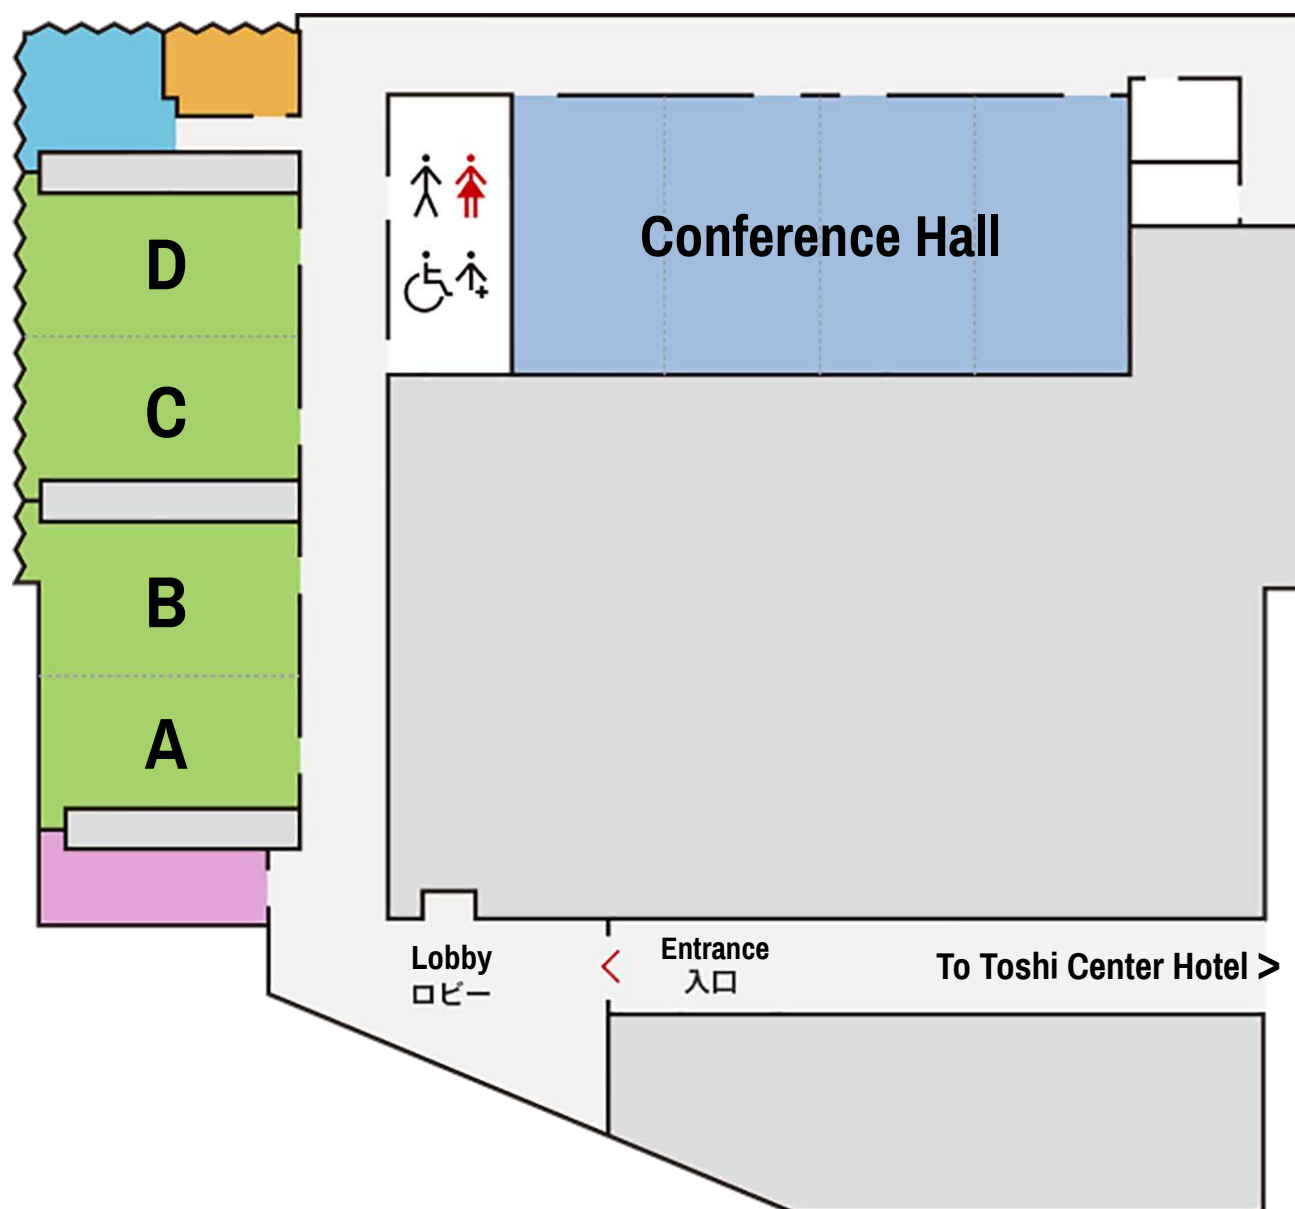 Conference Hall
D
C
B
A
Lobby
ロビー
Entrance
入口
To Toshi Center Hotel >